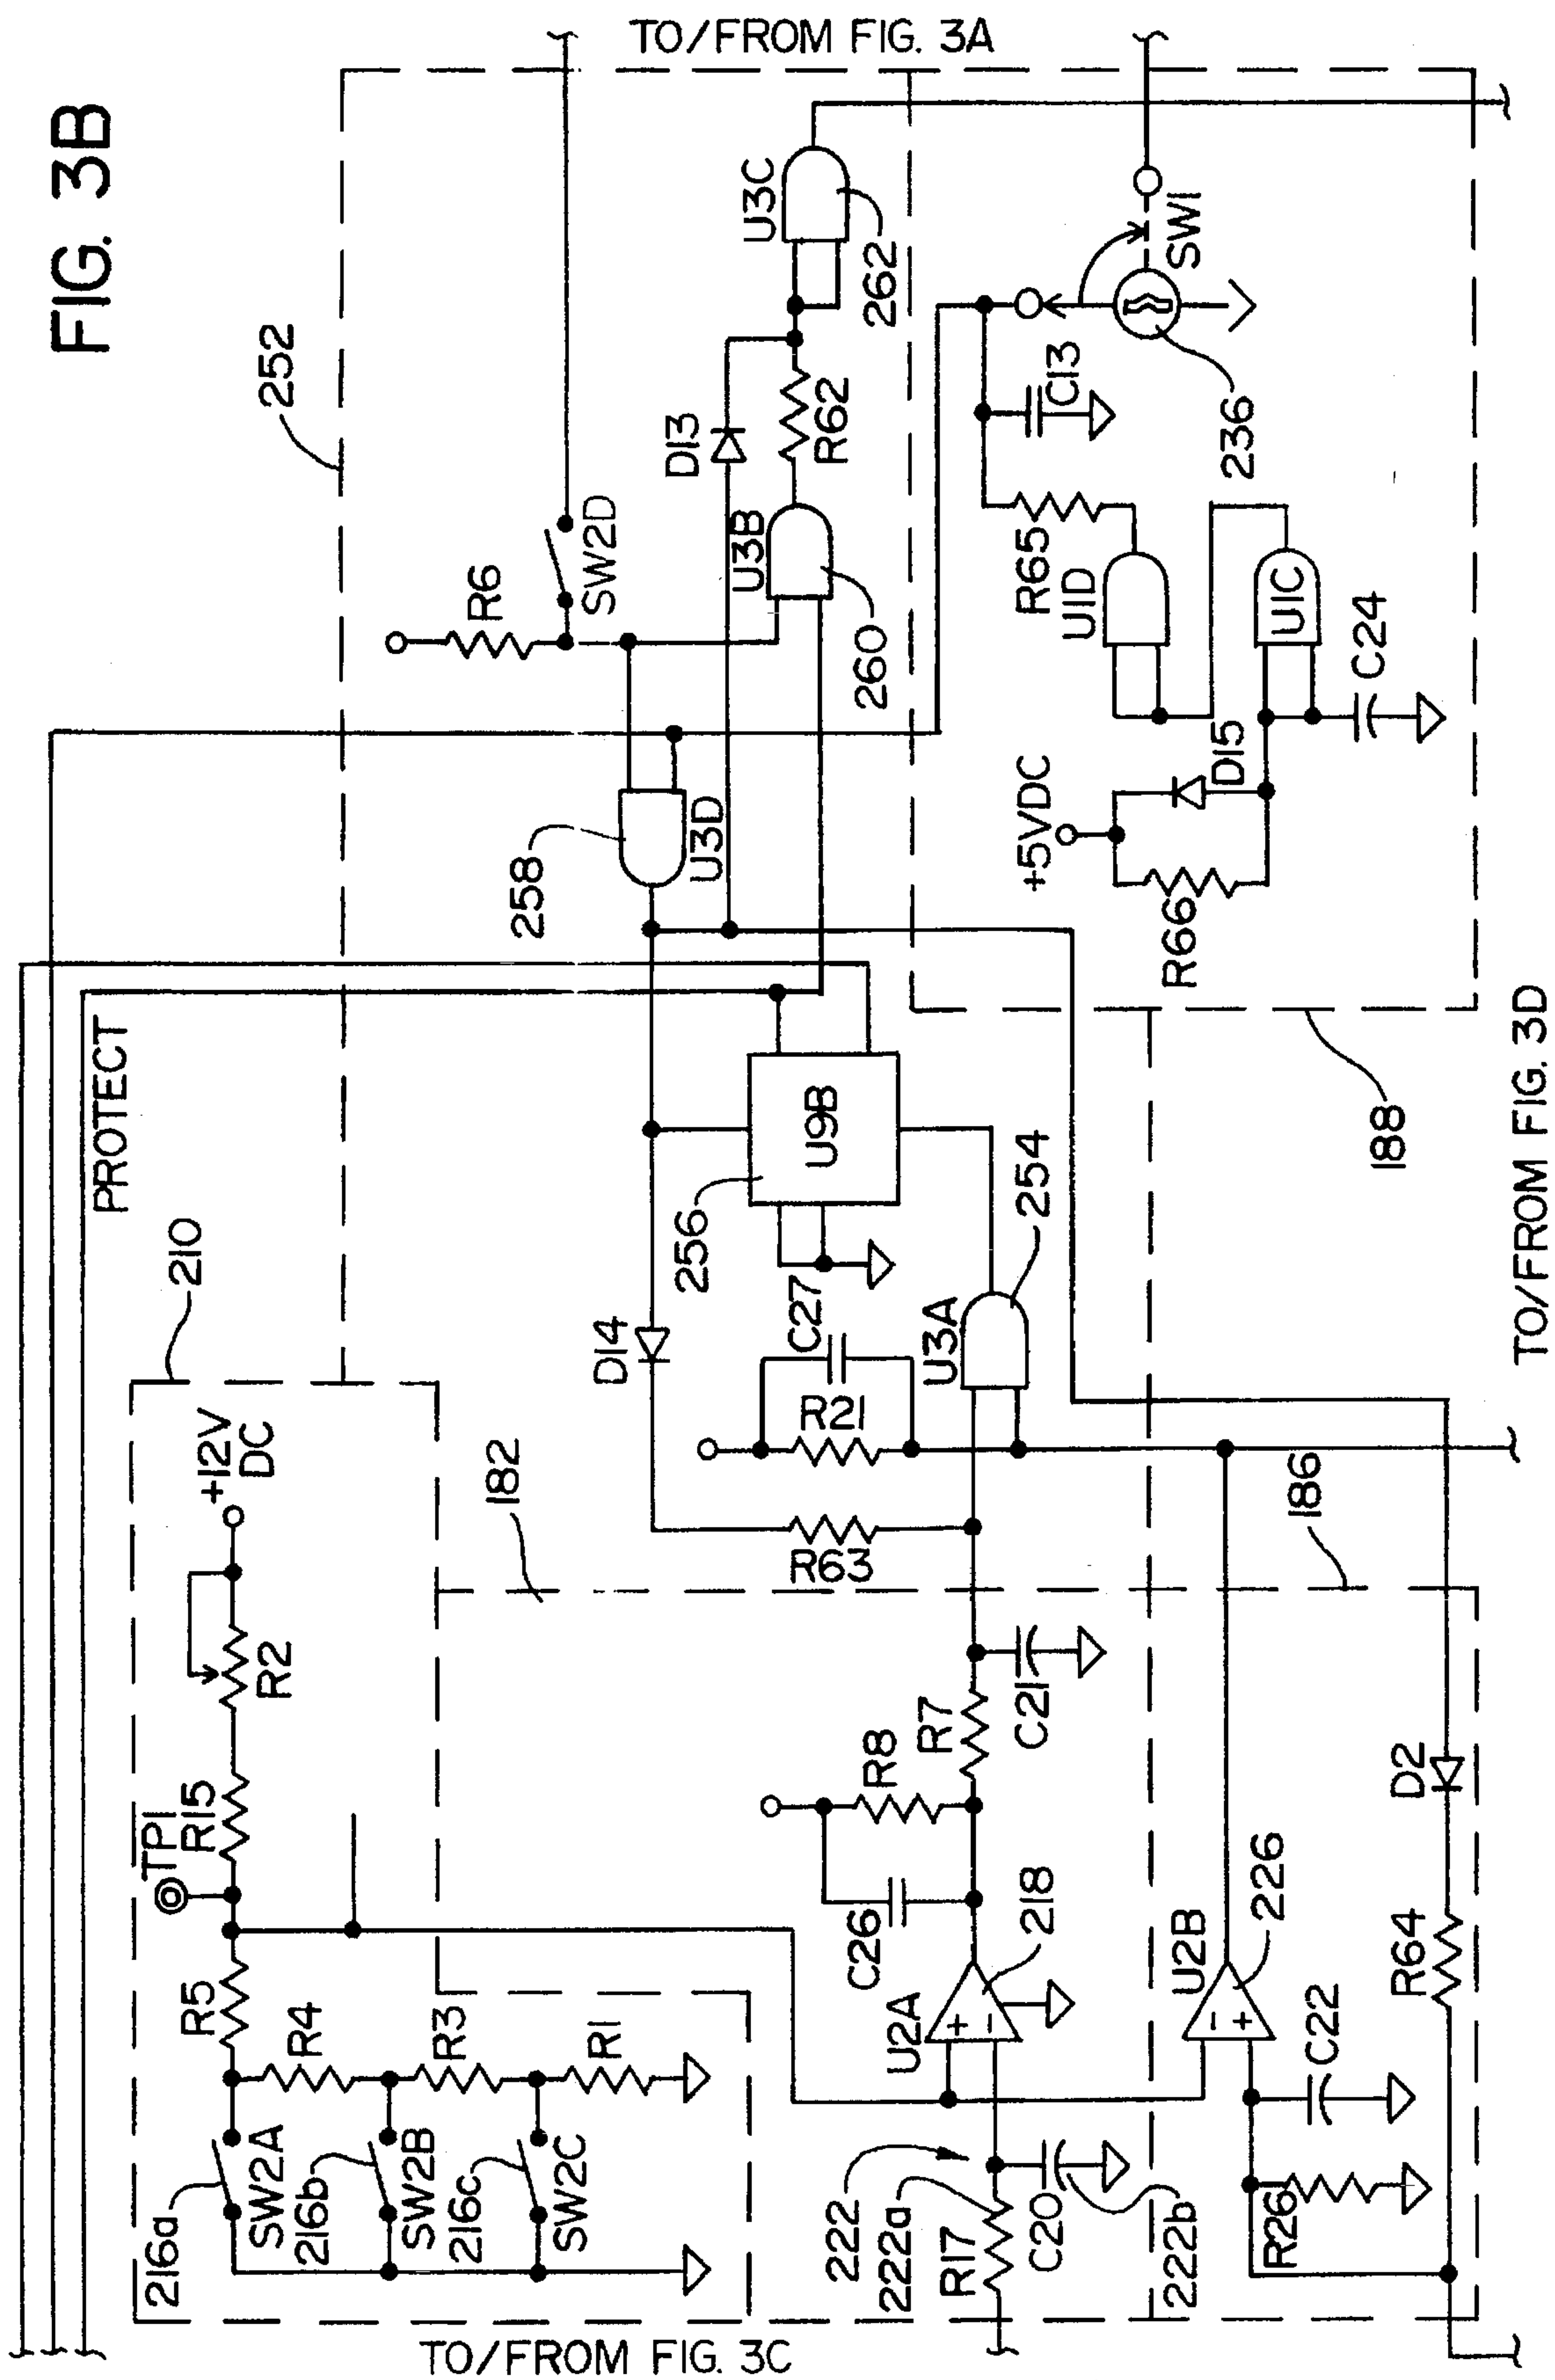 FIG. 3B
TO/FROM FIG. 3A
252
U3C
262
SW1
D13
R62
C13
236
R6
SW2D
U3B
260
R65
U1D
U1C
C24
258
U3D
+5VDC
D15
R66
PROTECT
256
U9B
254
188
TO/FROM FIG. 3D
210
D14
C27
R21
U3A
+12V
DC
182
R63
186
R2
R7
C21
R8
TP1
R15
C26
218
D2
226
R64
R5
R4
R3
R1
U2A
+
−
U2B
−
+
C22
216a
SW2A
216b
SW2B
216c
SW2C
222
222a
R17
C20
222b
R26
TO/FROM FIG. 3C